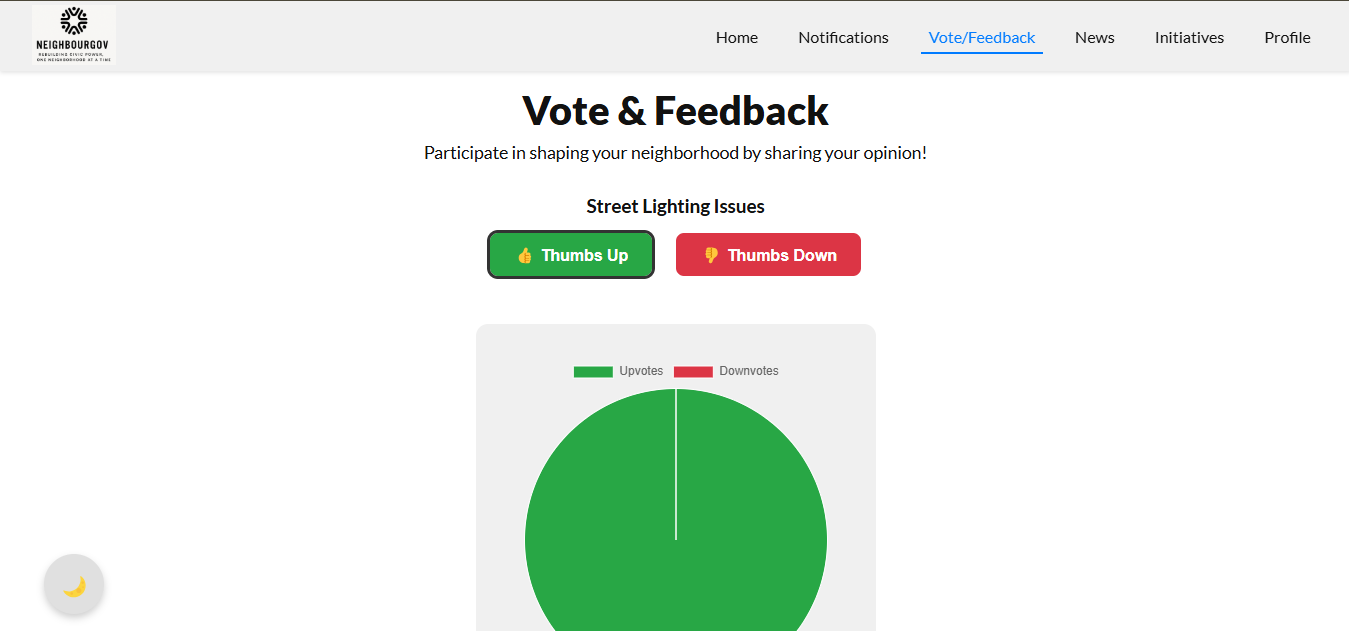 NEIGHBOURGOV
REBUILDING CIVIC POWER,
ONE NEIGHBORHOOD AT A TIME
Home Notifications Vote/Feedback News Initiatives Profile
Vote & Feedback
Participate in shaping your neighborhood by sharing your opinion!
Street Lighting Issues
👍 Thumbs Up 👎 Thumbs Down
Upvotes Downvotes